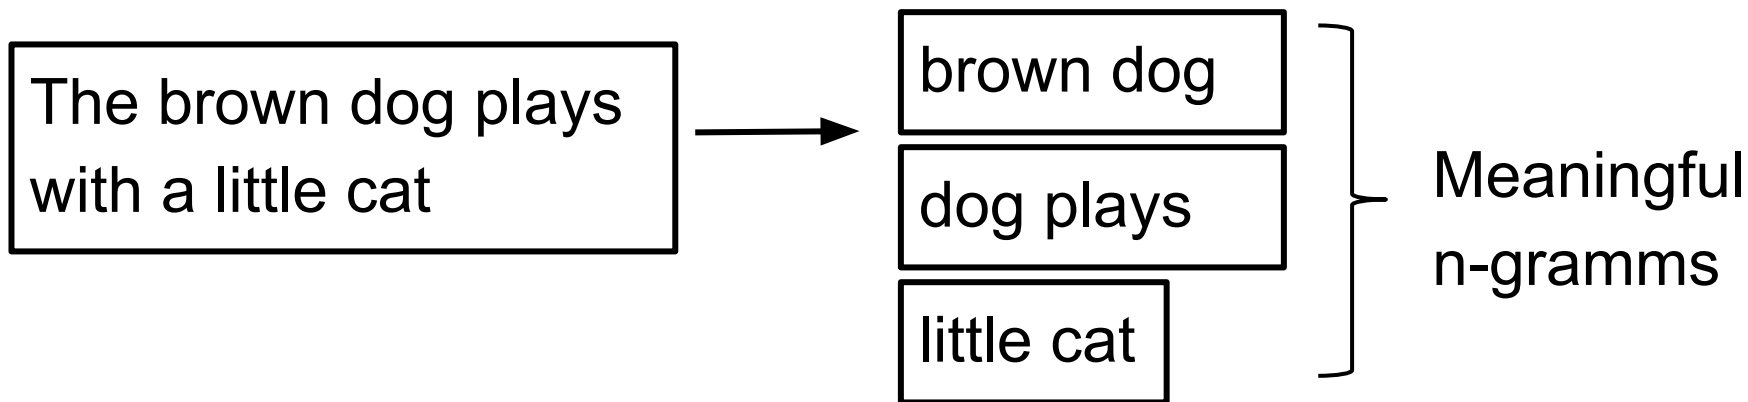 The brown dog plays
with a little cat
brown dog
dog plays
little cat
Meaningful
n-gramms